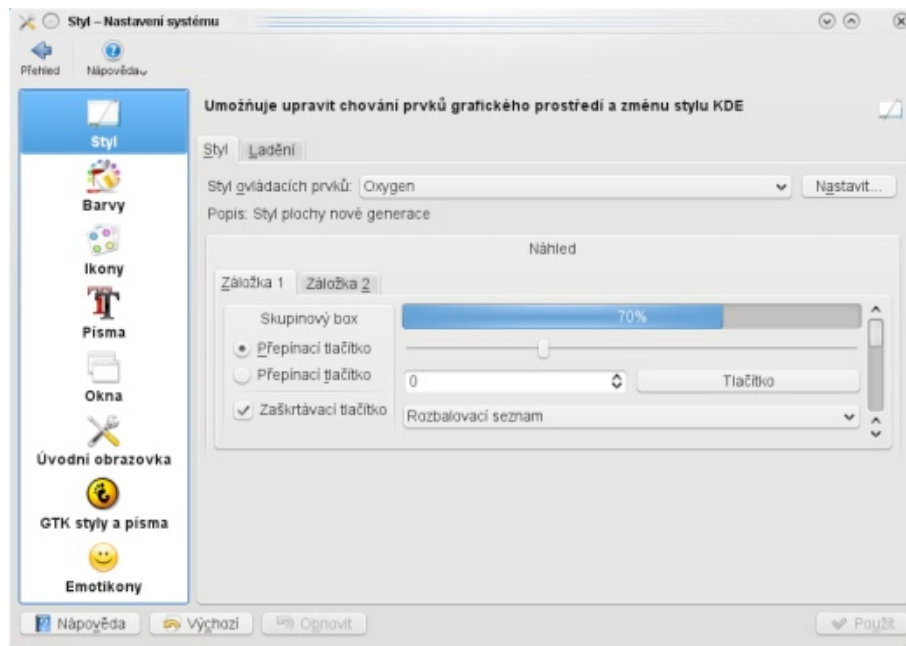 Styl – Nastavení systému
Přehled
Nápověda
Styl
Barvy
Ikony
Písma
Okna
Úvodní obrazovka
GTK styly a písma
Emotikony
Umožňuje upravit chování prvků grafického prostředí a změnu stylu KDE
Styl Ladění
Styl ovládacích prvků: Oxygen Nastavit...
Popis: Styl plochy nové generace
Náhled
Záložka 1 Záložka 2
Skupinový box 70%
Přepínací tlačítko
Přepínací tlačítko 0 Tlačítko
Zaškrtávací tlačítko Rozbalovací seznam
Nápověda Výchozí Obnovit Použít